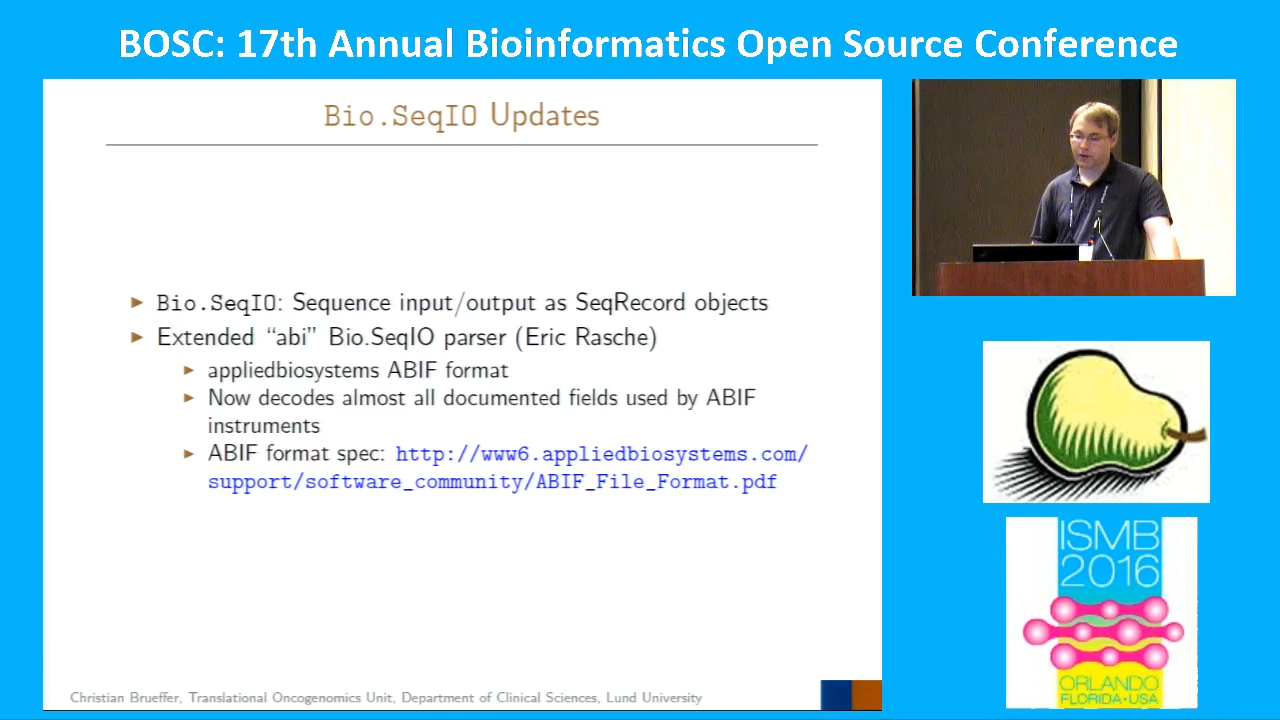 BOSC: 17th Annual Bioinformatics Open Source Conference
Bio.SeqIO Updates
Bio.SeqIO: Sequence input/output as SeqRecord objects
Extended “abi” Bio.SeqIO parser (Eric Rasche)
appliedbiosystems ABIF format
Now decodes almost all documented fields used by ABIF
instruments
ABIF format spec: http://www6.appliedbiosystems.com/
support/software_community/ABIF_File_Format.pdf
Christian Brueffer, Translational Oncogenomics Unit, Department of Clinical Sciences, Lund University
ISMB
2016
ORLANDO
FLORIDA•USA